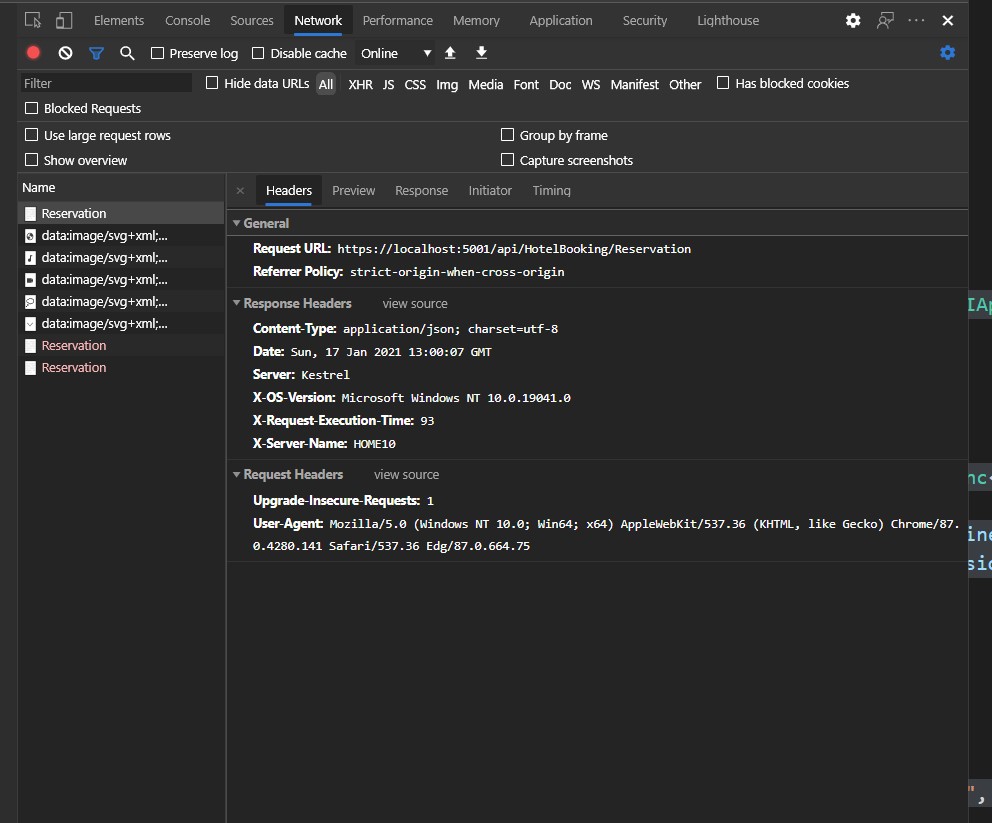 Elements Console Sources Network Performance Memory Application Security Lighthouse
Preserve log Disable cache Online
Filter Hide data URLs All XHR JS CSS Img Media Font Doc WS Manifest Other Has blocked cookies
Blocked Requests
Use large request rows Group by frame
Show overview Capture screenshots
Name
Reservation
data:image/svg+xml;...
data:image/svg+xml;...
data:image/svg+xml;...
data:image/svg+xml;...
data:image/svg+xml;...
Reservation
Reservation
Headers Preview Response Initiator Timing
General
Request URL: https://localhost:5001/api/HotelBooking/Reservation
Referrer Policy: strict-origin-when-cross-origin
Response Headers view source
Content-Type: application/json; charset=utf-8
Date: Sun, 17 Jan 2021 13:00:07 GMT
Server: Kestrel
X-OS-Version: Microsoft Windows NT 10.0.19041.0
X-Request-Execution-Time: 93
X-Server-Name: HOME10
Request Headers view source
Upgrade-Insecure-Requests: 1
User-Agent: Mozilla/5.0 (Windows NT 10.0; Win64; x64) AppleWebKit/537.36 (KHTML, like Gecko) Chrome/87.
0.4280.141 Safari/537.36 Edg/87.0.664.75
",